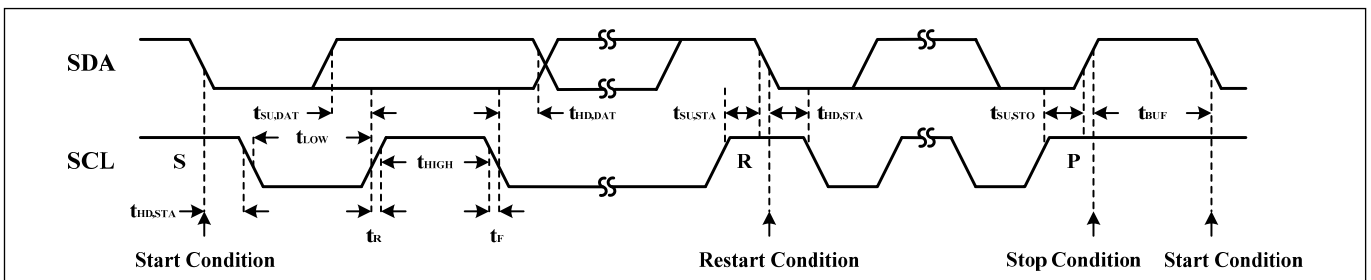 SDA
tSU,DAT tHD,DAT tSU,STA tHD,STA tSU,STO tBUF
tLOW
SCL S tHIGH R P
tHD,STA
tR tF
Start Condition Restart Condition Stop Condition Start Condition